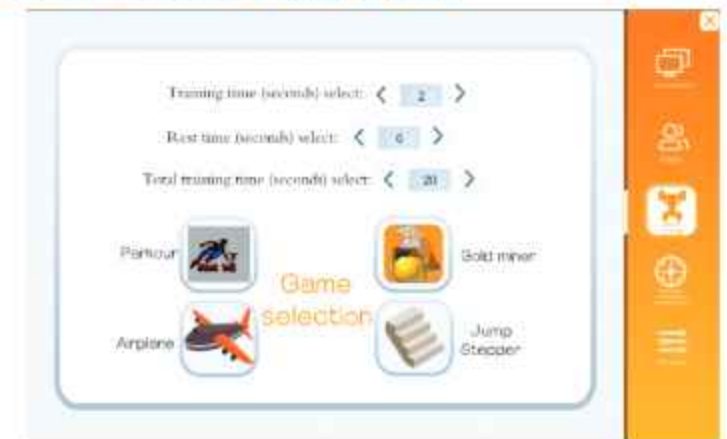 Training time (seconds) select: < 2 >
Rest time (seconds) select: < 6 >
Total training time (seconds) select: < 20 >
Parkour
Gold miner
Game
selection
Airplane
Jump
Stepper
X